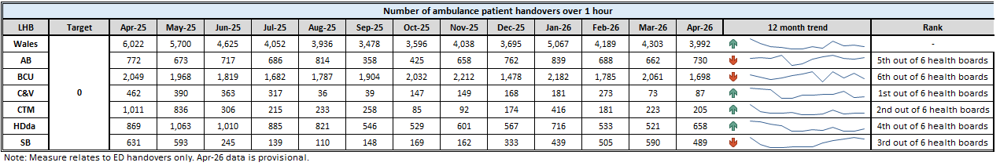 Number of ambulance patient handovers over 1 hour
LHB Target Apr-25 May-25 Jun-25 Jul-25 Aug-25 Sep-25 Oct-25 Nov-25 Dec-25 Jan-26 Feb-26 Mar-26 Apr-26 12 month trend Rank
Wales 6,022 5,700 4,625 4,052 3,936 3,478 3,596 4,038 3,695 5,067 4,189 4,303 3,992 -
AB 772 673 717 686 814 358 425 658 762 839 688 662 730 5th out of 6 health boards
BCU 2,049 1,968 1,819 1,682 1,787 1,904 2,032 2,212 1,478 2,182 1,785 2,061 1,698 6th out of 6 health boards
C&V 0 462 390 363 317 36 39 147 149 168 181 273 73 87 1st out of 6 health boards
CTM 1,011 836 306 215 233 258 85 92 174 416 181 223 205 2nd out of 6 health boards
HDda 869 1,063 1,010 885 821 546 529 601 567 716 533 521 658 4th out of 6 health boards
SB 631 593 245 139 110 148 169 162 333 439 505 590 489 3rd out of 6 health boards
Note: Measure relates to ED handovers only. Apr-26 data is provisional.